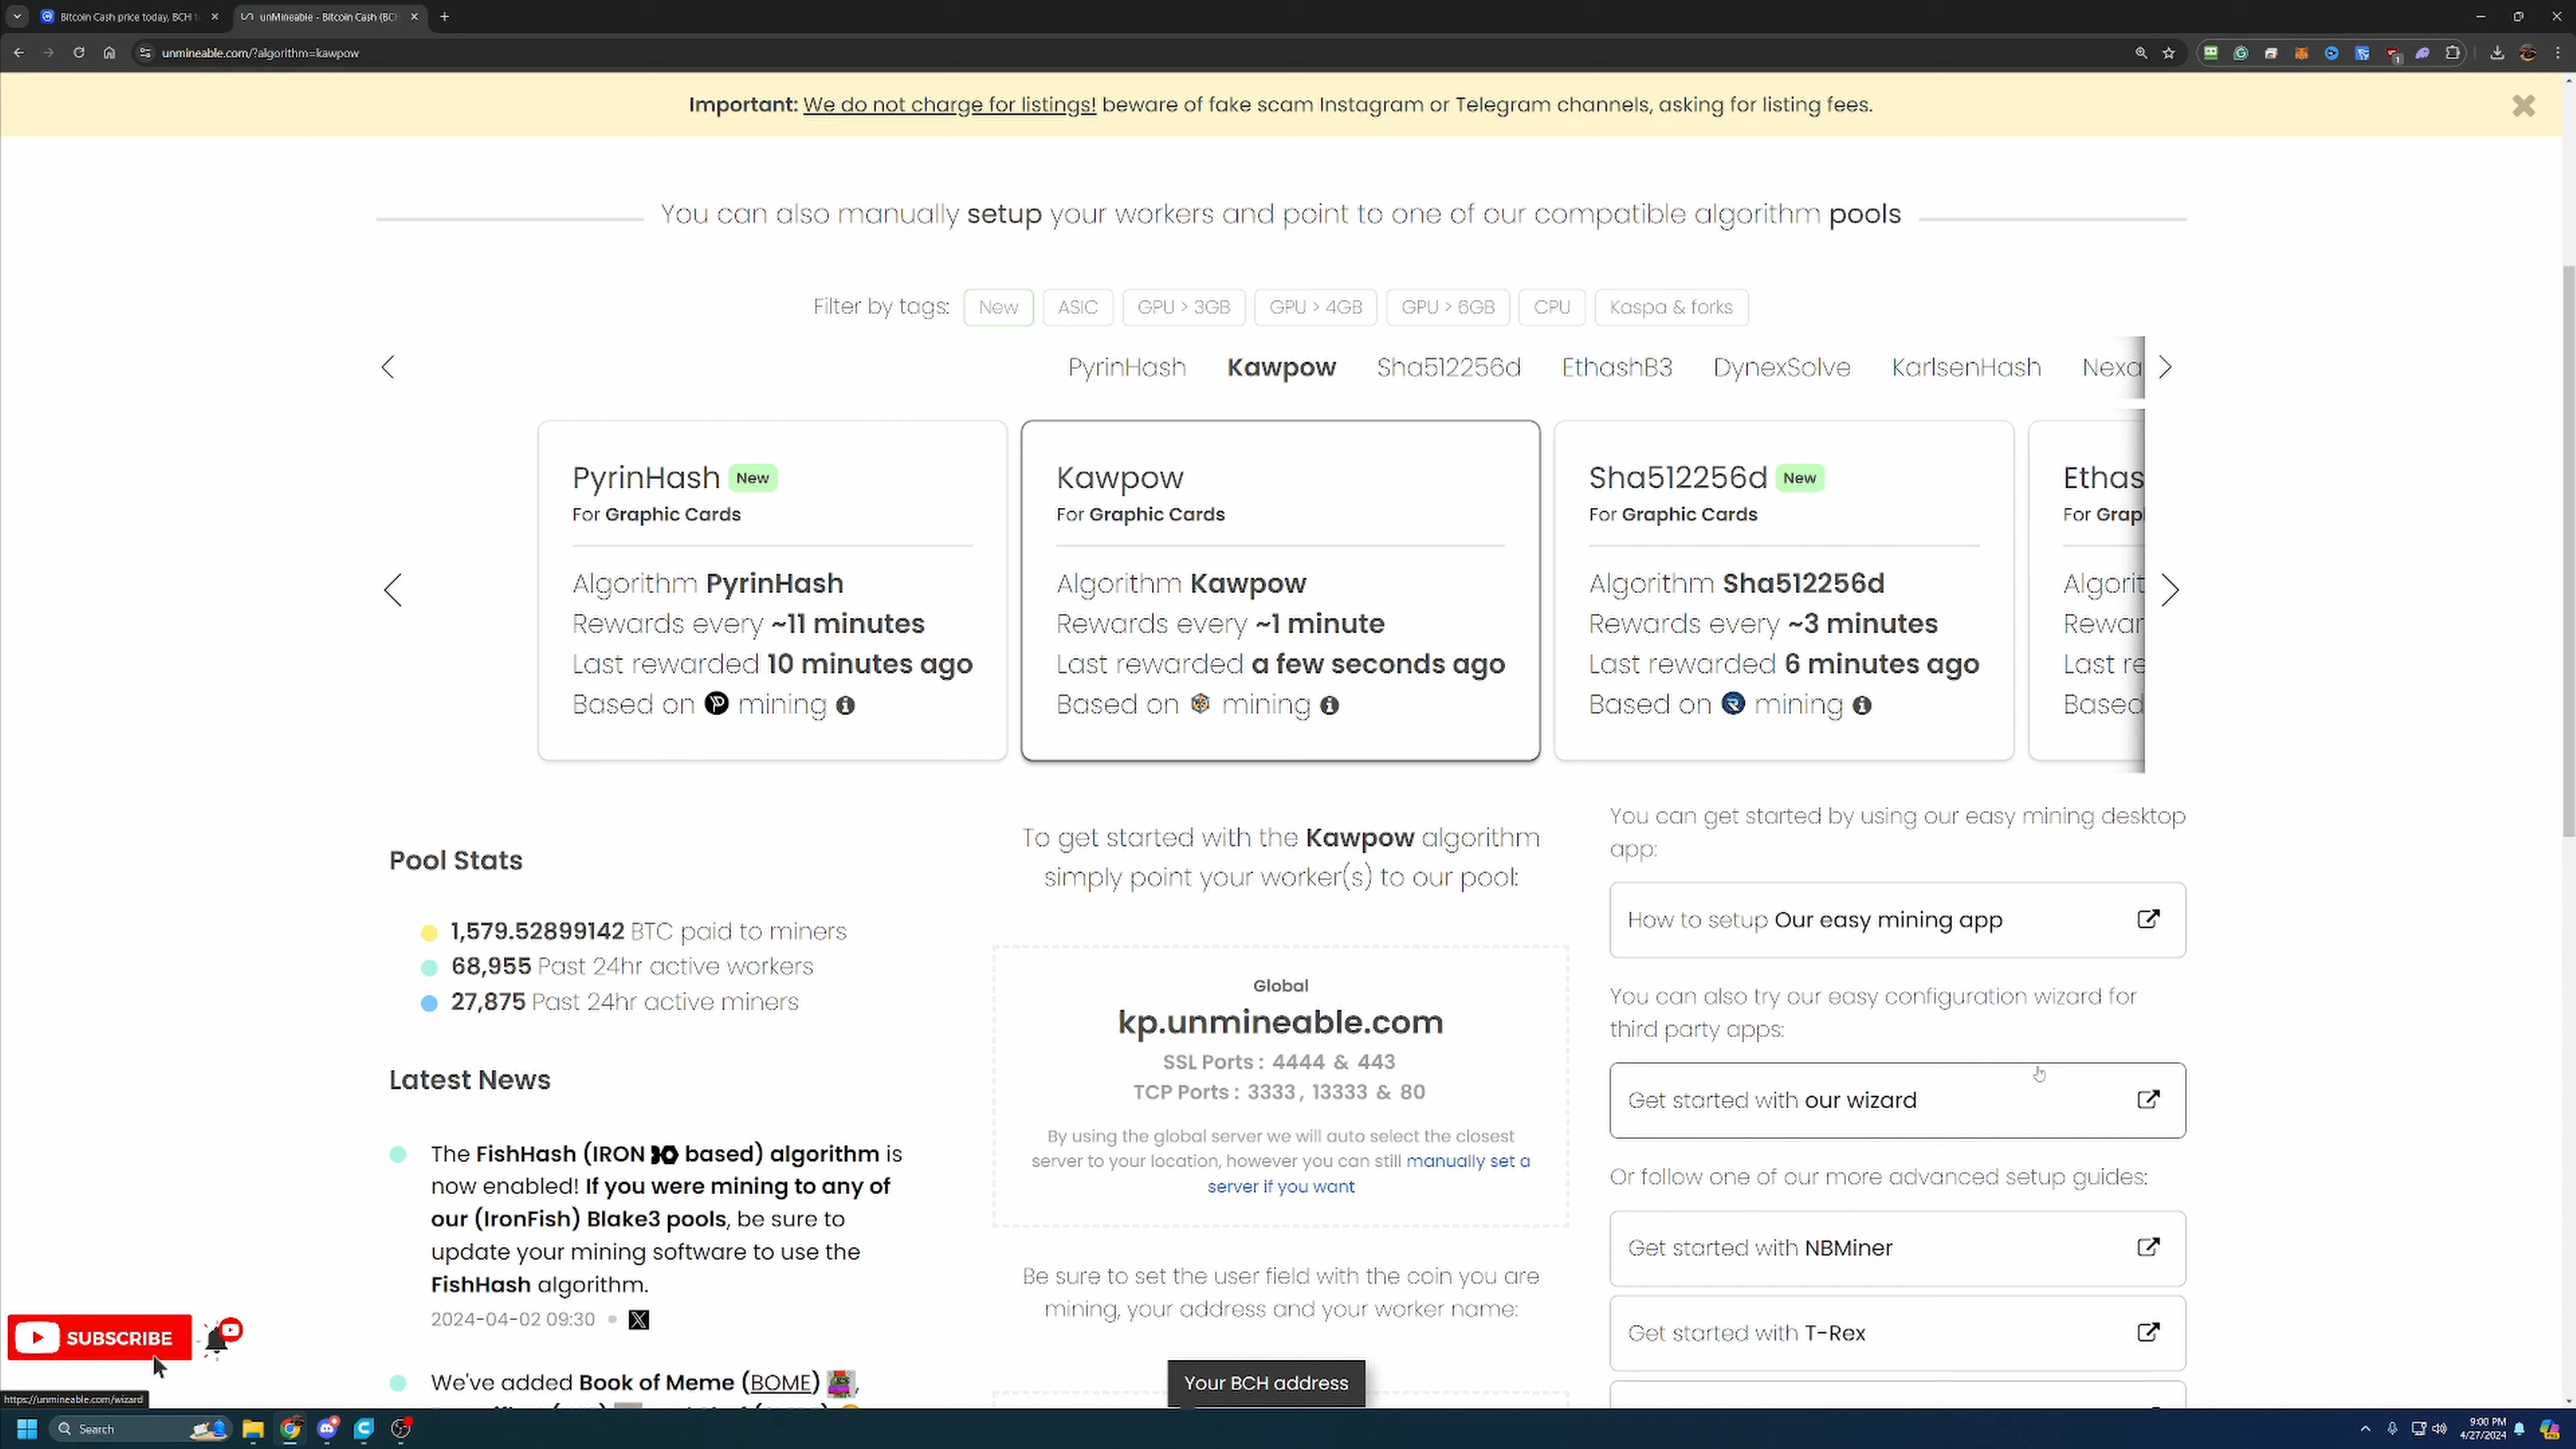 Bitcoin Cash price today, BCH t
unMineable - Bitcoin Cash (BCH
unmineable.com/?algorithm=kawpow
Important: We do not charge for listings! beware of fake scam Instagram or Telegram channels, asking for listing fees.
You can also manually setup your workers and point to one of our compatible algorithm pools
Filter by tags: New ASIC GPU > 3GB GPU > 4GB GPU > 6GB CPU Kaspa & forks
PyrinHash Kawpow Sha512256d EthashB3 DynexSolve KarlsenHash Nexa
PyrinHash New
For Graphic Cards
Algorithm PyrinHash
Rewards every ~11 minutes
Last rewarded 10 minutes ago
Based on mining
Kawpow
For Graphic Cards
Algorithm Kawpow
Rewards every ~1 minute
Last rewarded a few seconds ago
Based on mining
Sha512256d New
For Graphic Cards
Algorithm Sha512256d
Rewards every ~3 minutes
Last rewarded 6 minutes ago
Based on mining
Ethas
For Grap
Algorit
Rewar
Last re
Based
Pool Stats
1,579.52899142 BTC paid to miners
68,955 Past 24hr active workers
27,875 Past 24hr active miners
Latest News
The FishHash (IRON based) algorithm is
now enabled! If you were mining to any of
our (IronFish) Blake3 pools, be sure to
update your mining software to use the
FishHash algorithm.
2024-04-02 09:30
We've added Book of Meme (BOME)
To get started with the Kawpow algorithm
simply point your worker(s) to our pool:
Global
kp.unmineable.com
SSL Ports : 4444 & 443
TCP Ports : 3333 , 13333 & 80
By using the global server we will auto select the closest
server to your location, however you can still manually set a
server if you want
Be sure to set the user field with the coin you are
mining, your address and your worker name:
Your BCH address
You can get started by using our easy mining desktop
app:
How to setup Our easy mining app
You can also try our easy configuration wizard for
third party apps:
Get started with our wizard
Or follow one of our more advanced setup guides:
Get started with NBMiner
Get started with T-Rex
SUBSCRIBE
https://unmineable.com/wizard
Search
9:00 PM
4/27/2024